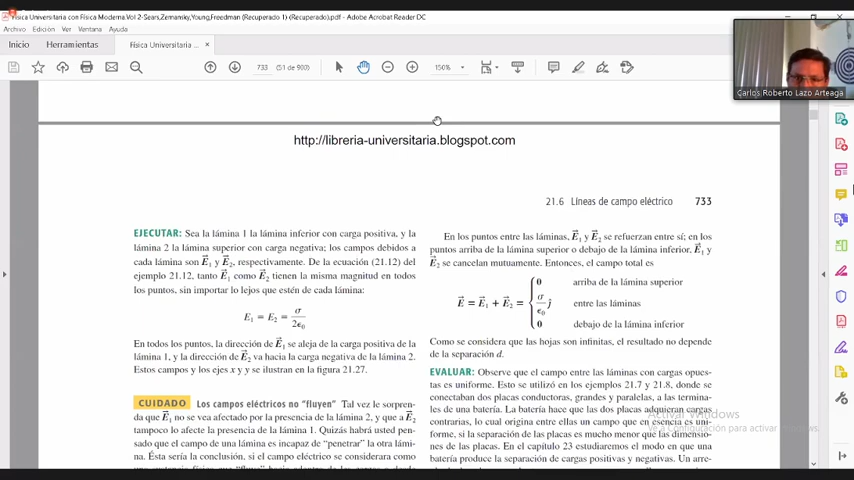 Física Universitaria con Física Moderna.Vol 2-Sears,Zemansky,Young,Freedman (Recuperado 1) (Recuperado).pdf - Adobe Acrobat Reader DC
Archivo Edición Ver Ventana Ayuda
Inicio Herramientas Física Universitaria ... ×
733 (51 de 900) 150%
Carlos Roberto Lazo Arteaga
http://libreria-universitaria.blogspot.com
21.6 Líneas de campo eléctrico 733
EJECUTAR: Sea la lámina 1 la lámina inferior con carga positiva, y la
lámina 2 la lámina superior con carga negativa; los campos debidos a
cada lámina son E⃗₁ y E⃗₂, respectivamente. De la ecuación (21.12) del
ejemplo 21.12, tanto E⃗₁ como E⃗₂ tienen la misma magnitud en todos
los puntos, sin importar lo lejos que estén de cada lámina:
E₁ = E₂ = σ/2ϵ₀
En todos los puntos, la dirección de E⃗₁ se aleja de la carga positiva de la
lámina 1, y la dirección de E⃗₂ va hacia la carga negativa de la lámina 2.
Estos campos y los ejes x y y se ilustran en la figura 21.27.
CUIDADO Los campos eléctricos no "fluyen" Tal vez le sorpren-
da que E⃗₁ no se vea afectado por la presencia de la lámina 2, y que a E⃗₂
tampoco lo afecte la presencia de la lámina 1. Quizás habrá usted pen-
sado que el campo de una lámina es incapaz de "penetrar" la otra lámi-
na. Ésta sería la conclusión, si el campo eléctrico se considerara como
En los puntos entre las láminas, E⃗₁ y E⃗₂ se refuerzan entre sí; en los
puntos arriba de la lámina superior o debajo de la lámina inferior, E⃗₁ y
E⃗₂ se cancelan mutuamente. Entonces, el campo total es
0 arriba de la lámina superior
E⃗ = E⃗₁ + E⃗₂ = { σ/ϵ₀ ĵ entre las láminas
0 debajo de la lámina inferior
Como se considera que las hojas son infinitas, el resultado no depende
de la separación d.
EVALUAR: Observe que el campo entre las láminas con cargas opues-
tas es uniforme. Esto se utilizó en los ejemplos 21.7 y 21.8, donde se
conectaban dos placas conductoras, grandes y paralelas, a las termina-
les de una batería. La batería hace que las dos placas adquieran cargas
contrarias, lo cual origina entre ellas un campo que en esencia es uni-
forme, si la separación de las placas es mucho menor que las dimensio-
nes de las placas. En el capítulo 23 estudiaremos el modo en que una
batería produce la separación de cargas positivas y negativas. Un arre-
Activar Windows
Ve a Configuración para activar Windows.